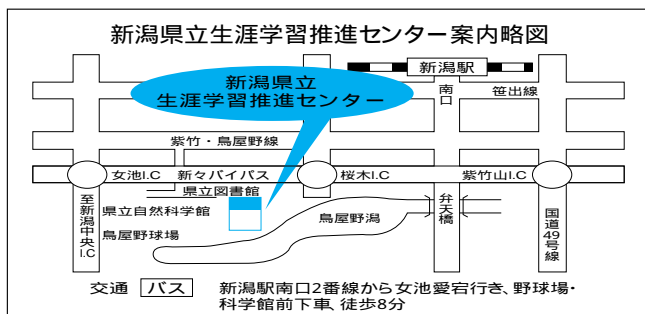 新潟県立生涯学習推進センター案内略図
新潟駅
新潟県立
生涯学習推進センター
南口
笹出線
紫竹・鳥屋野線
女池I.C
新々バイパス
桜木I.C
紫竹山I.C
県立図書館
至新潟中央I.C
県立自然科学館
鳥屋野球場
鳥屋野潟
弁天橋
国道49号線
交通 バス 新潟駅南口2番線から女池愛宕行き、野球場・
科学館前下車、徒歩8分